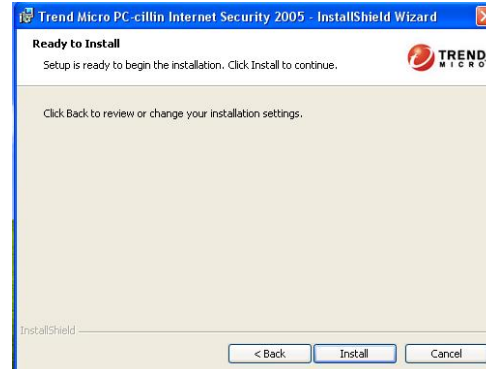 Trend Micro PC-cillin Internet Security 2005 - InstallShield Wizard
Ready to Install
Setup is ready to begin the installation. Click Install to continue.
TREND
MICRO
Click Back to review or change your installation settings.
InstallShield
< Back
Install
Cancel